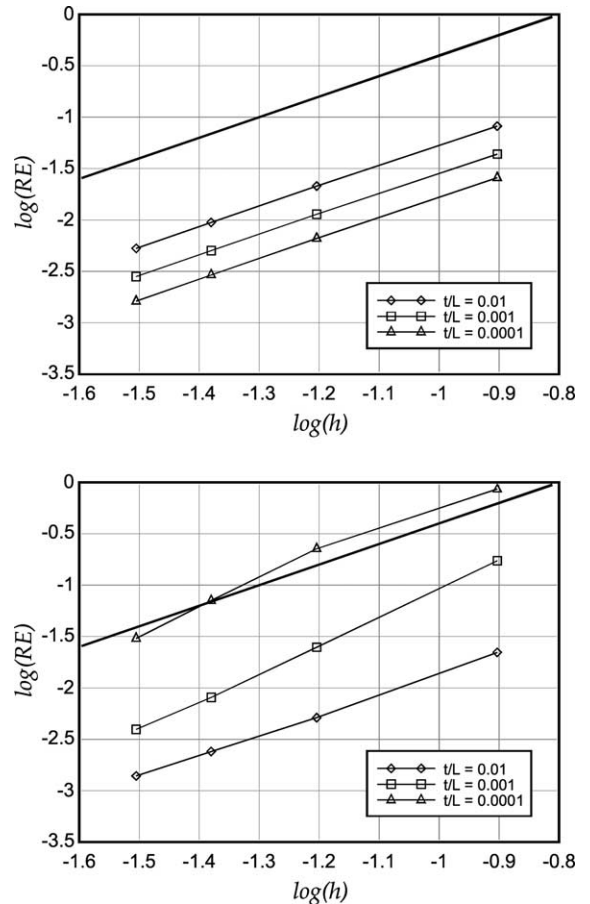 0
-0.5
-1
-1.5
-2
-2.5
-3
-3.5
log(RE)
-1.6 -1.5 -1.4 -1.3 -1.2 -1.1 -1 -0.9 -0.8
log(h)
t/L = 0.01
t/L = 0.001
t/L = 0.0001
0
-0.5
-1
-1.5
-2
-2.5
-3
-3.5
log(RE)
-1.6 -1.5 -1.4 -1.3 -1.2 -1.1 -1 -0.9 -0.8
log(h)
t/L = 0.01
t/L = 0.001
t/L = 0.0001